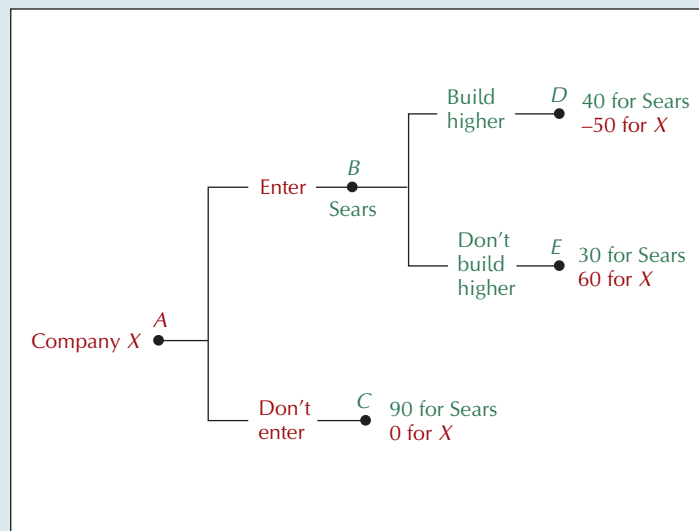 Build
higher
D
40 for Sears
–50 for X
B
Enter
Sears
Don't
build
higher
E
30 for Sears
60 for X
A
Company X
Don't
enter
C
90 for Sears
0 for X